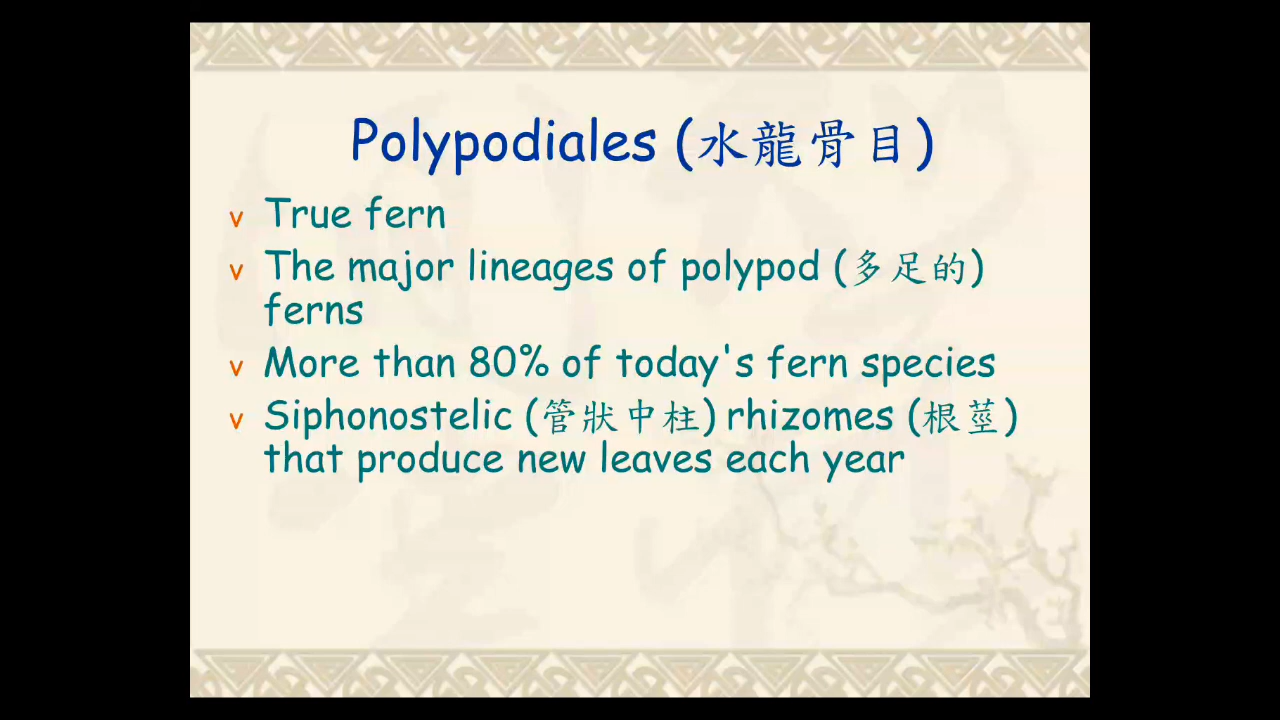 Polypodiales (水龍骨目)
v True fern
v The major lineages of polypod (多足的)
ferns
v More than 80% of today's fern species
v Siphonostelic (管狀中柱) rhizomes (根莖)
that produce new leaves each year